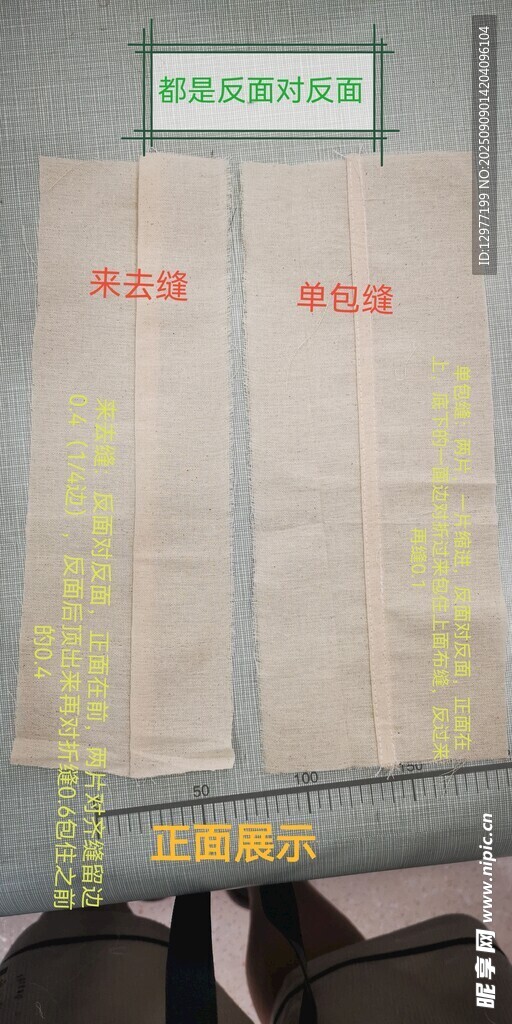 都是反面对反面
来去缝
单包缝
来去缝：反面对反面，正面在前，两片对齐缝留边
0.4（1/4边），反面后顶出来再对折缝0.6包住之前
的0.4
单包缝：两片，一片缩进，反面对反面，正面在
上，底下的一面边对折过来包住上面布缝，反过来
再缝0.1
50
100
150
正面展示
ID:12977199 NO:20250909014204096104
昵享网 www.nipic.cn